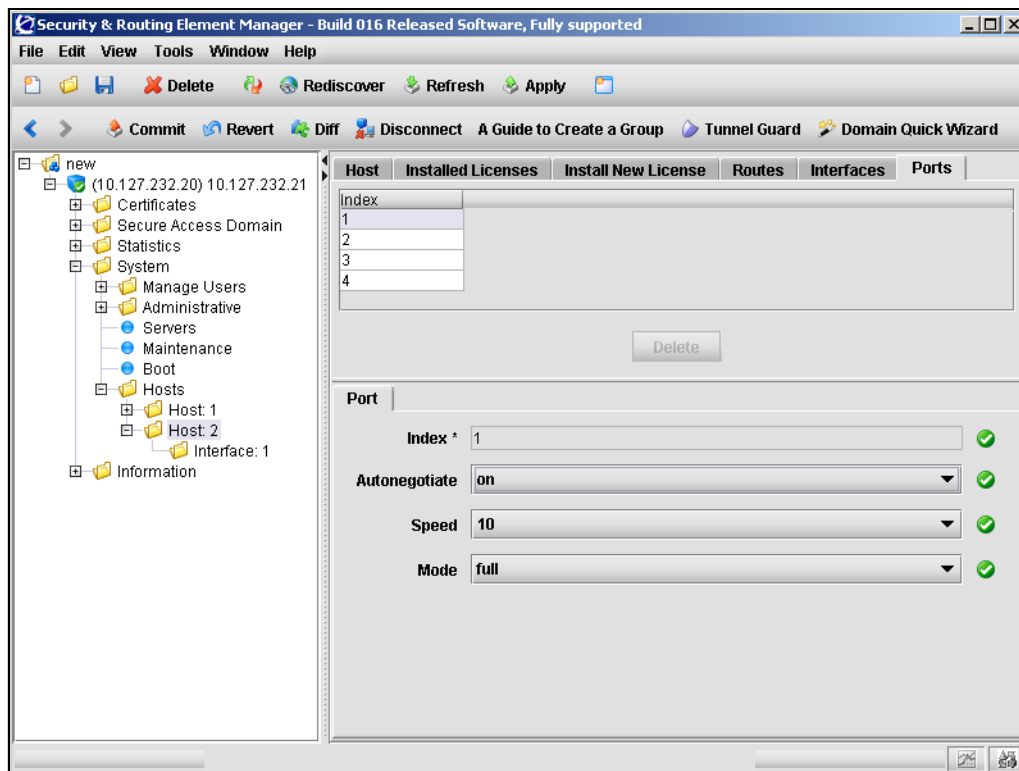 Security & Routing Element Manager - Build 016 Released Software, Fully supported
File Edit View Tools Window Help
Delete Rediscover Refresh Apply
Commit Revert Diff Disconnect A Guide to Create a Group Tunnel Guard Domain Quick Wizard
new
(10.127.232.20) 10.127.232.21
Certificates
Secure Access Domain
Statistics
System
Manage Users
Administrative
Servers
Maintenance
Boot
Hosts
Host: 1
Host: 2
Interface: 1
Information
Host Installed Licenses Install New License Routes Interfaces Ports
Index
1
2
3
4
Delete
Port
Index * 1
Autonegotiate on
Speed 10
Mode full